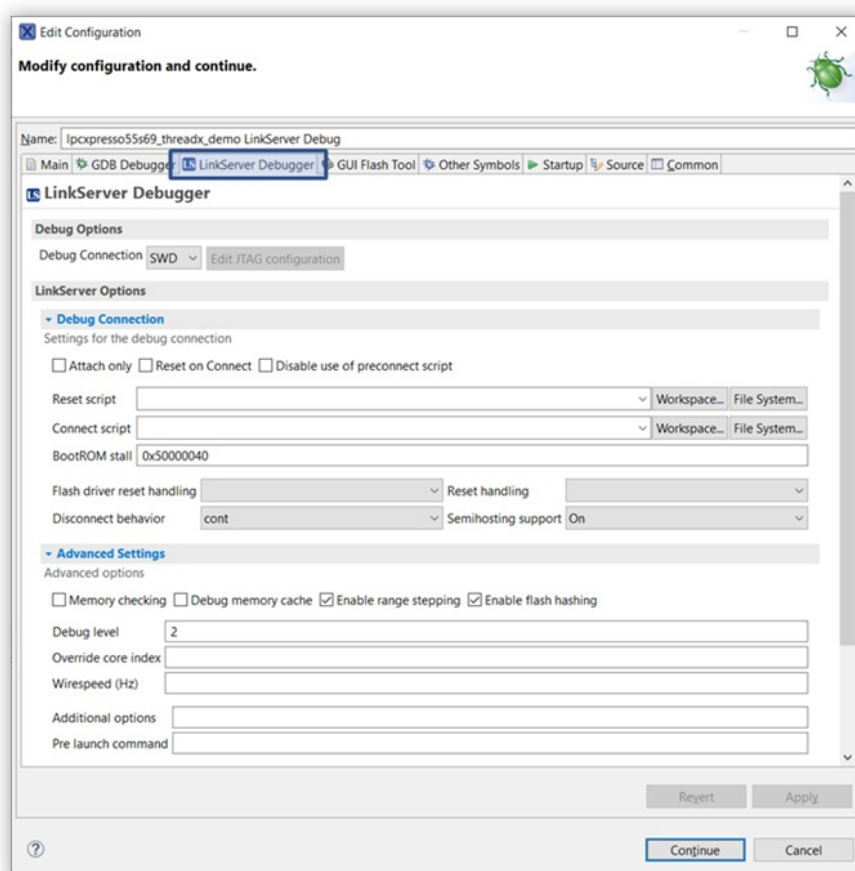 Edit Configuration
Modify configuration and continue.
Name: lpcxpresso55s69_threadx_demo LinkServer Debug
Main GDB Debugger LinkServer Debugger GUI Flash Tool Other Symbols Startup Source Common
LS LinkServer Debugger
Debug Options
Debug Connection SWD Edit JTAG configuration
LinkServer Options
Debug Connection
Settings for the debug connection
Attach only Reset on Connect Disable use of preconnect script
Reset script Workspace... File System...
Connect script Workspace... File System...
BootROM stall 0x50000040
Flash driver reset handling Reset handling
Disconnect behavior cont Semihosting support On
Advanced Settings
Advanced options
Memory checking Debug memory cache Enable range stepping Enable flash hashing
Debug level 2
Override core index
Wirespeed (Hz)
Additional options
Pre launch command
Revert Apply
? Continue Cancel